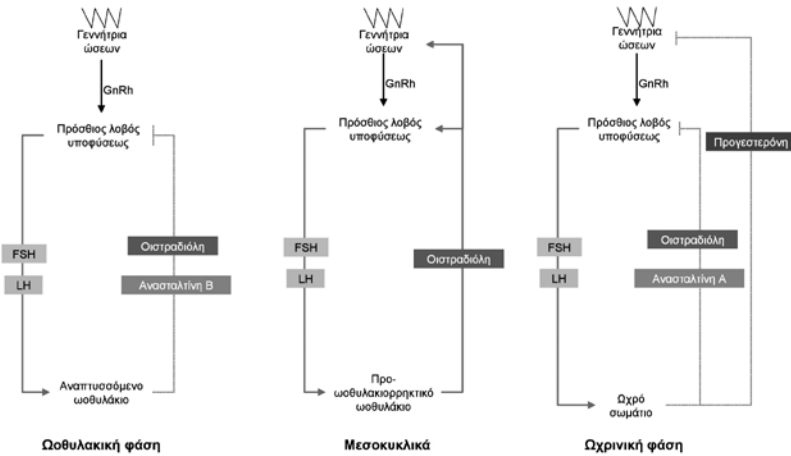 Γεννήτρια
ώσεων
GnRh
Πρόσθιος λοβός
υποφύσεως
FSH
LH
Οιστραδιόλη
Ανασταλτίνη Β
Αναπτυσσόμενο
ωοθυλάκιο
Ωοθυλακική φάση
Γεννήτρια
ώσεων
GnRh
Πρόσθιος λοβός
υποφύσεως
FSH
LH
Οιστραδιόλη
Προ-
ωοθυλακιορρηκτικό
ωοθυλάκιο
Μεσοκυκλικά
Γεννήτρια
ώσεων
GnRh
Πρόσθιος λοβός
υποφύσεως
Προγεστερόνη
FSH
LH
Οιστραδιόλη
Ανασταλτίνη Α
Ωχρό
σωμάτιο
Ωχρινική φάση